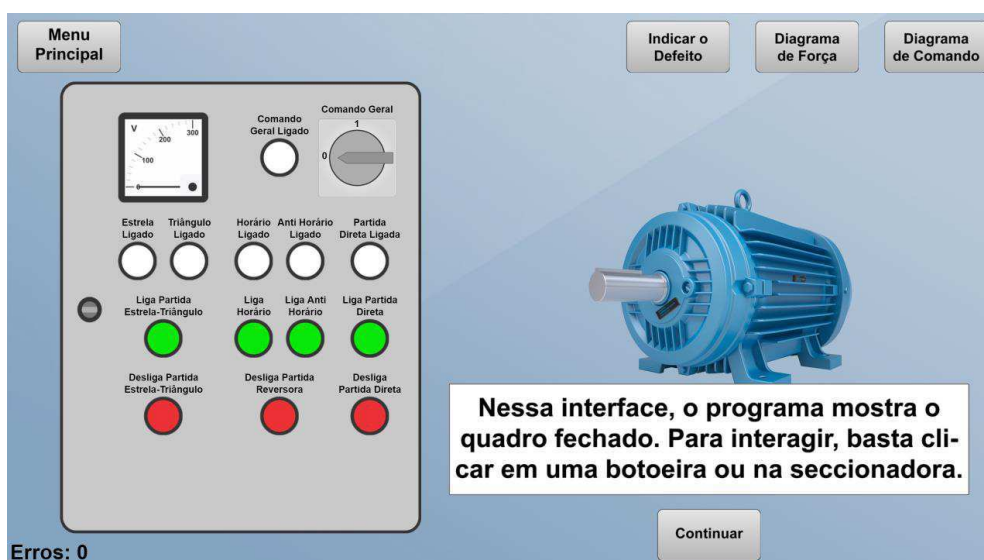 Menu
Principal
Indicar o
Defeito
Diagrama
de Força
Diagrama
de Comando
Comando Geral
Comando
Geral Ligado
1
0
V
300
200
100
0
Estrela
Ligado
Triângulo
Ligado
Horário
Ligado
Anti Horário
Ligado
Partida
Direta Ligada
Liga Partida
Estrela-Triângulo
Liga
Horário
Liga Anti
Horário
Liga Partida
Direta
Desliga Partida
Estrela-Triângulo
Desliga Partida
Reversora
Desliga
Partida Direta
Nessa interface, o programa mostra o
quadro fechado. Para interagir, basta cli-
car em uma botoeira ou na seccionadora.
Continuar
Erros: 0